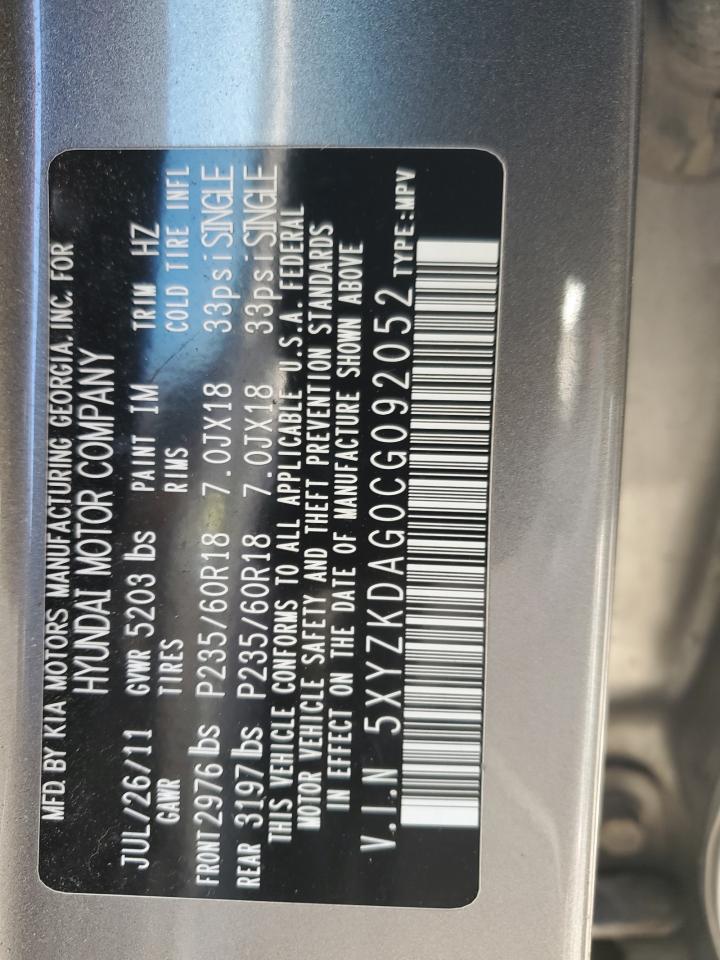 MFD. BY KIA MOTORS MANUFACTURING GEORGIA, INC. FOR
HYUNDAI MOTOR COMPANY
JUL/26/11 GVWR 5203 lbs PAINT IM TRIM HZ
GAWR TIRES RIMS COLD TIRE INFL
FRONT 2976 lbs P235/60R18 7.0JX18 33psi SINGLE
REAR 3197 lbs P235/60R18 7.0JX18 33psi SINGLE
THIS VEHICLE CONFORMS TO ALL APPLICABLE U.S.A. FEDERAL
MOTOR VEHICLE SAFETY AND THEFT PREVENTION STANDARDS
IN EFFECT ON THE DATE OF MANUFACTURE SHOWN ABOVE
V.I.N 5XYZKDAG0CG092052 TYPE:MPV